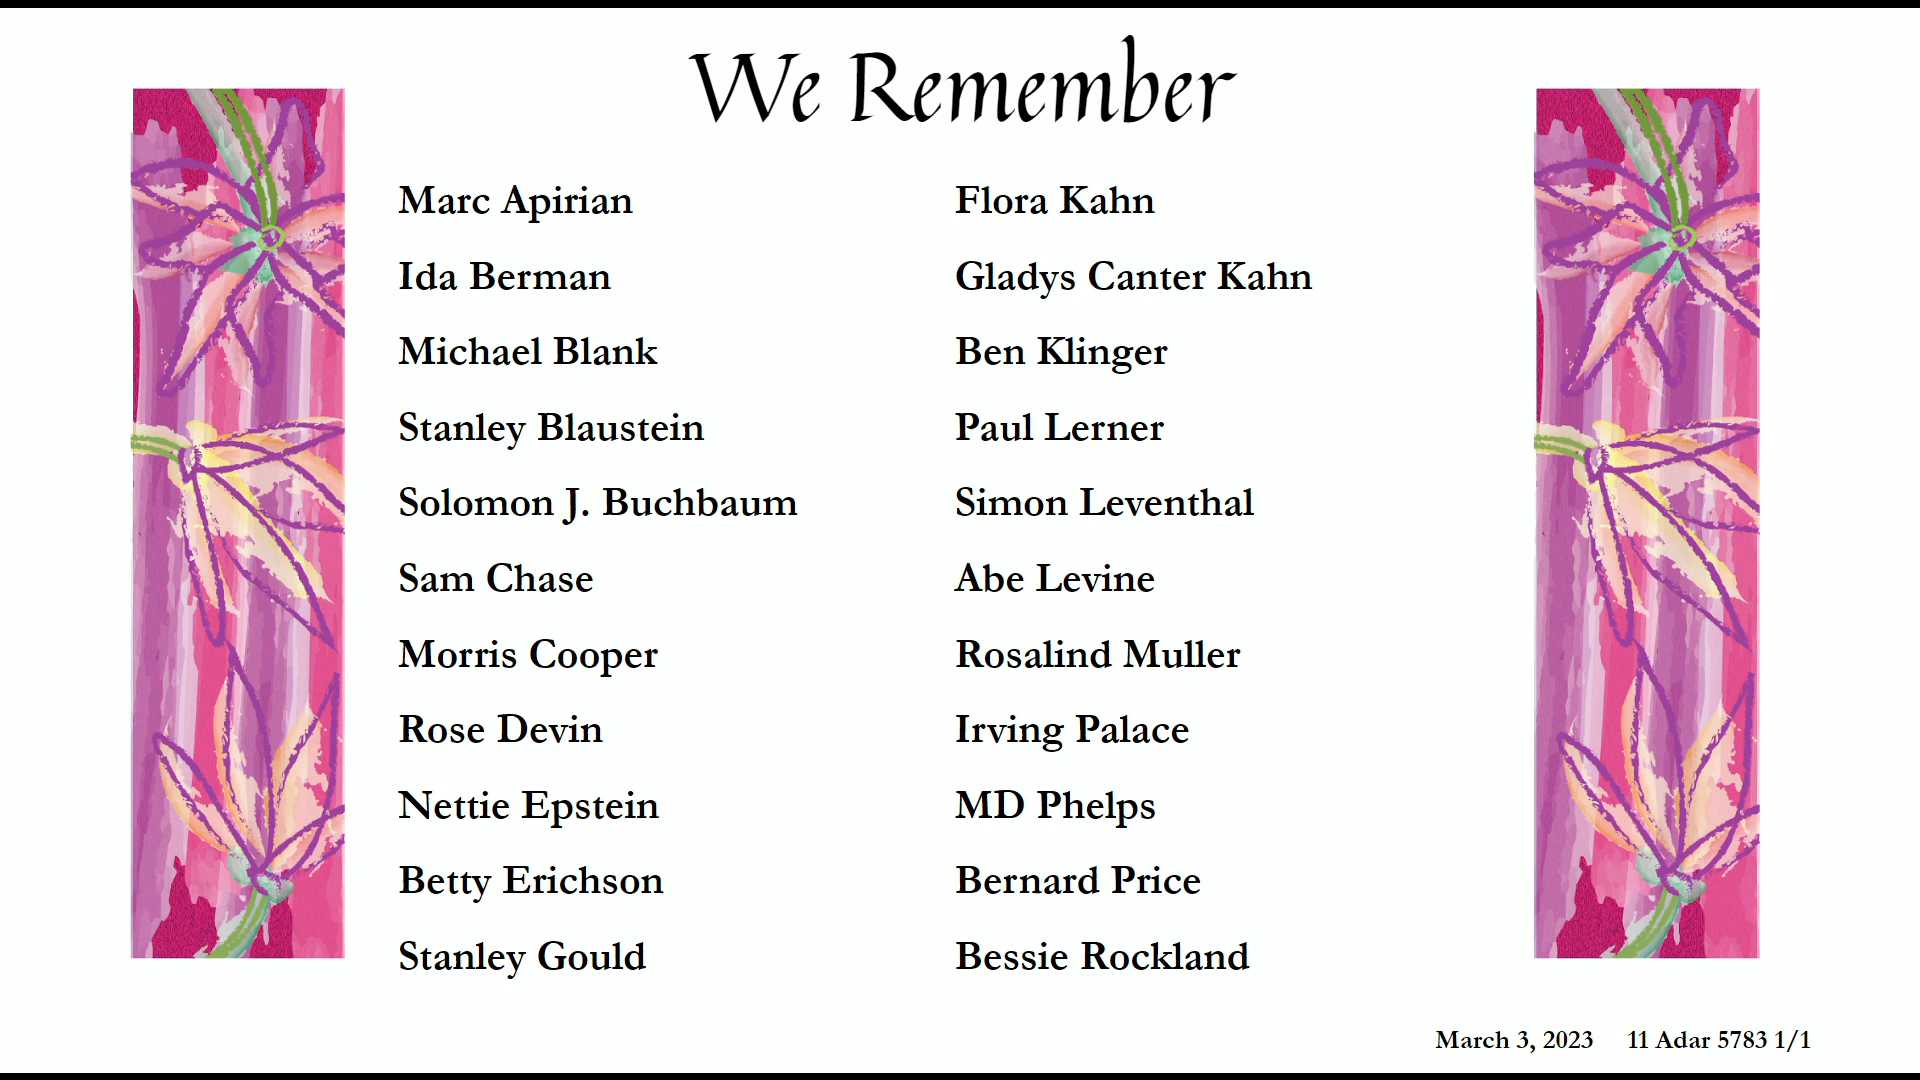 We Remember
Marc Apirian
Ida Berman
Michael Blank
Stanley Blaustein
Solomon J. Buchbaum
Sam Chase
Morris Cooper
Rose Devin
Nettie Epstein
Betty Erichson
Stanley Gould
Flora Kahn
Gladys Canter Kahn
Ben Klinger
Paul Lerner
Simon Leventhal
Abe Levine
Rosalind Muller
Irving Palace
MD Phelps
Bernard Price
Bessie Rockland
March 3, 2023 11 Adar 5783 1/1